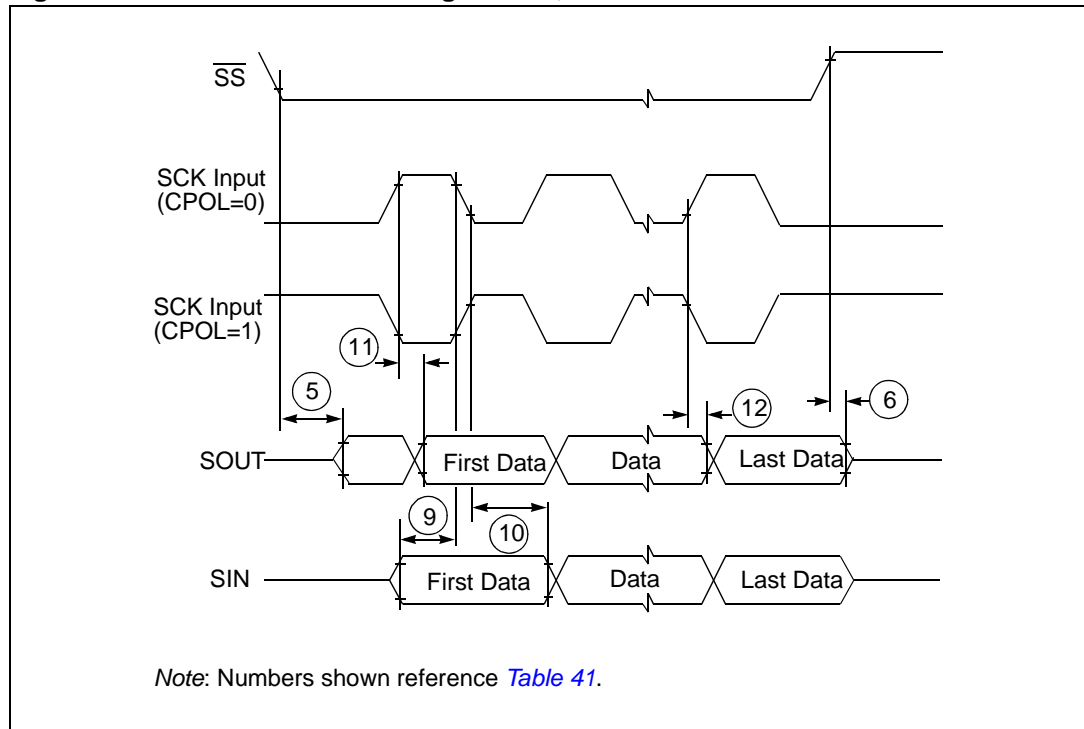 SS
SCK Input
(CPOL=0)
SCK Input
(CPOL=1)
11
5
12
6
SOUT
First Data
Data
Last Data
9
10
SIN
First Data
Data
Last Data
Note: Numbers shown reference Table 41.